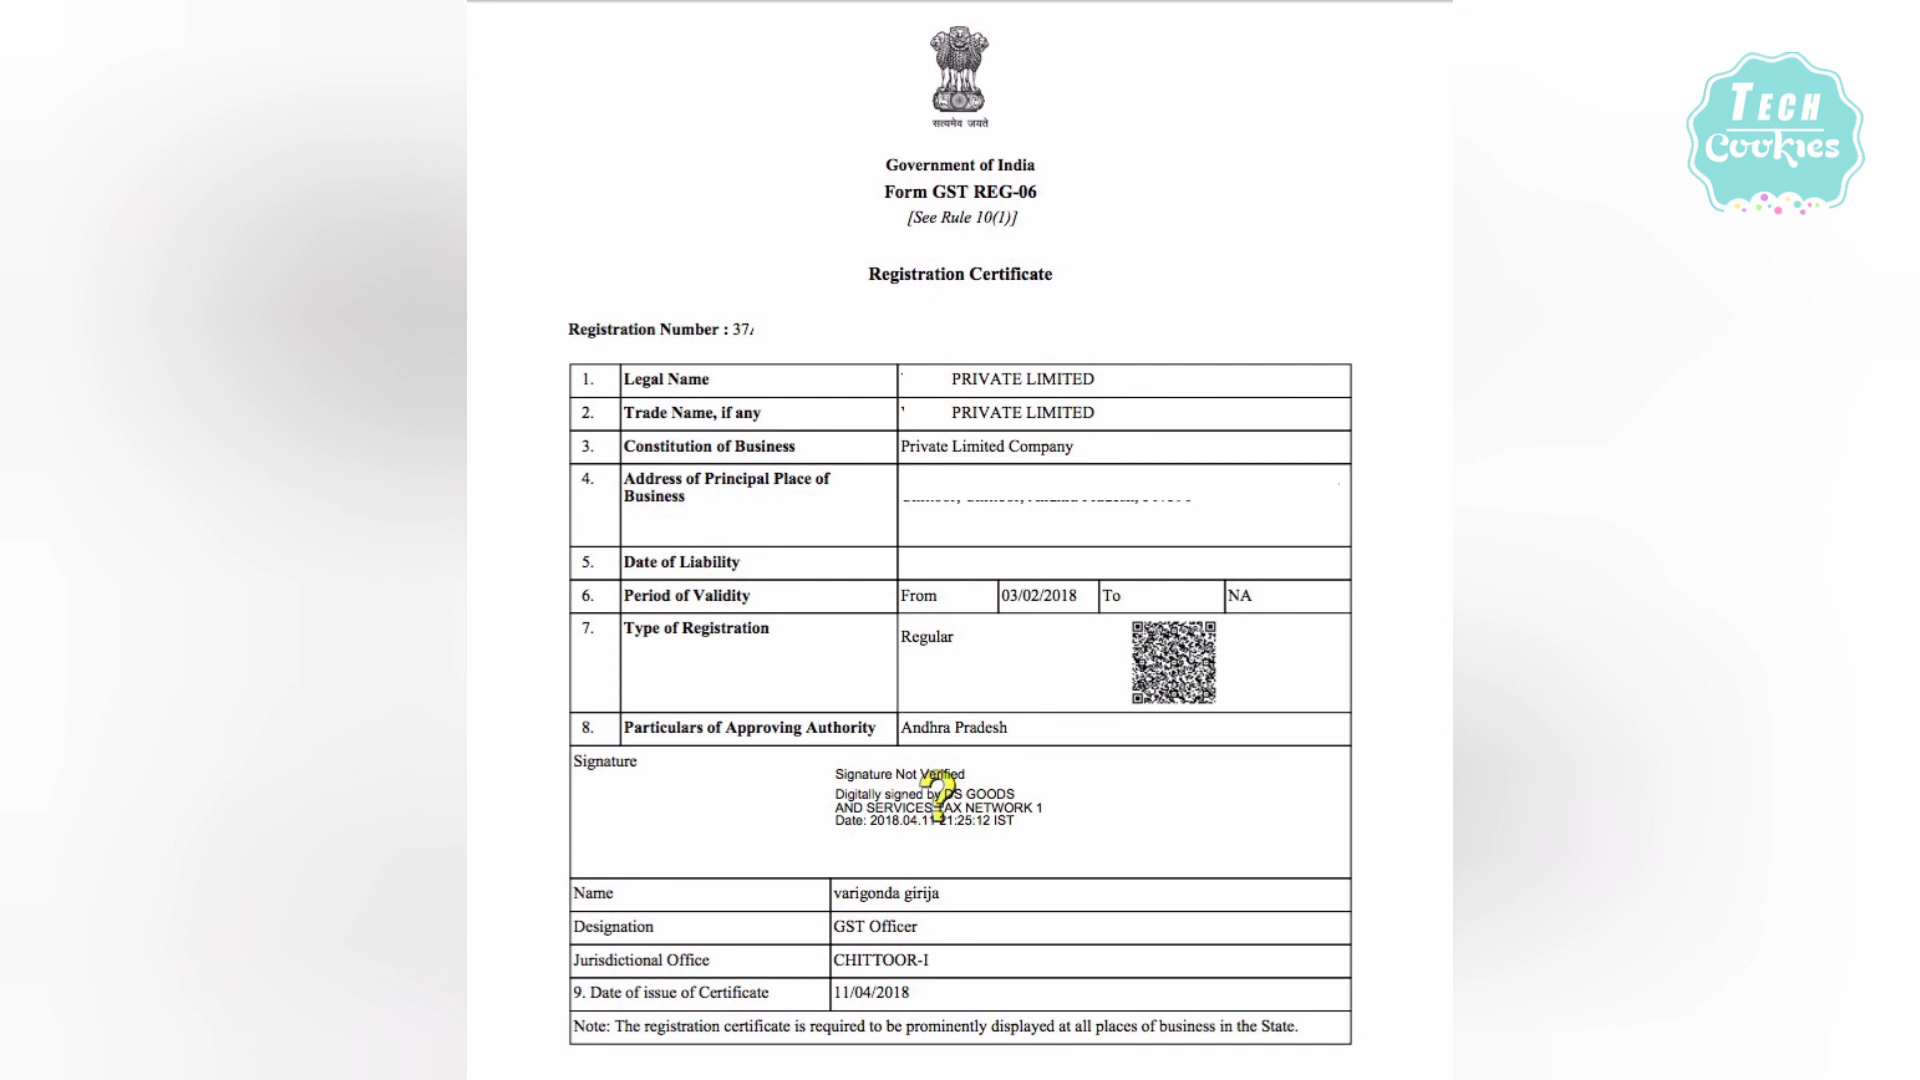 सत्यमेव जयते
Government of India
Form GST REG-06
[See Rule 10(1)]
Registration Certificate
Registration Number : 37
1. Legal Name PRIVATE LIMITED
2. Trade Name, if any PRIVATE LIMITED
3. Constitution of Business Private Limited Company
4. Address of Principal Place of
Business
5. Date of Liability
6. Period of Validity From 03/02/2018 To NA
7. Type of Registration Regular
8. Particulars of Approving Authority Andhra Pradesh
Signature
Signature Not Verified
Digitally signed by DS GOODS
AND SERVICES TAX NETWORK 1
Date: 2018.04.11 21:25:12 IST
Name varigonda girija
Designation GST Officer
Jurisdictional Office CHITTOOR-I
9. Date of issue of Certificate 11/04/2018
Note: The registration certificate is required to be prominently displayed at all places of business in the State.
TECH
Cookies